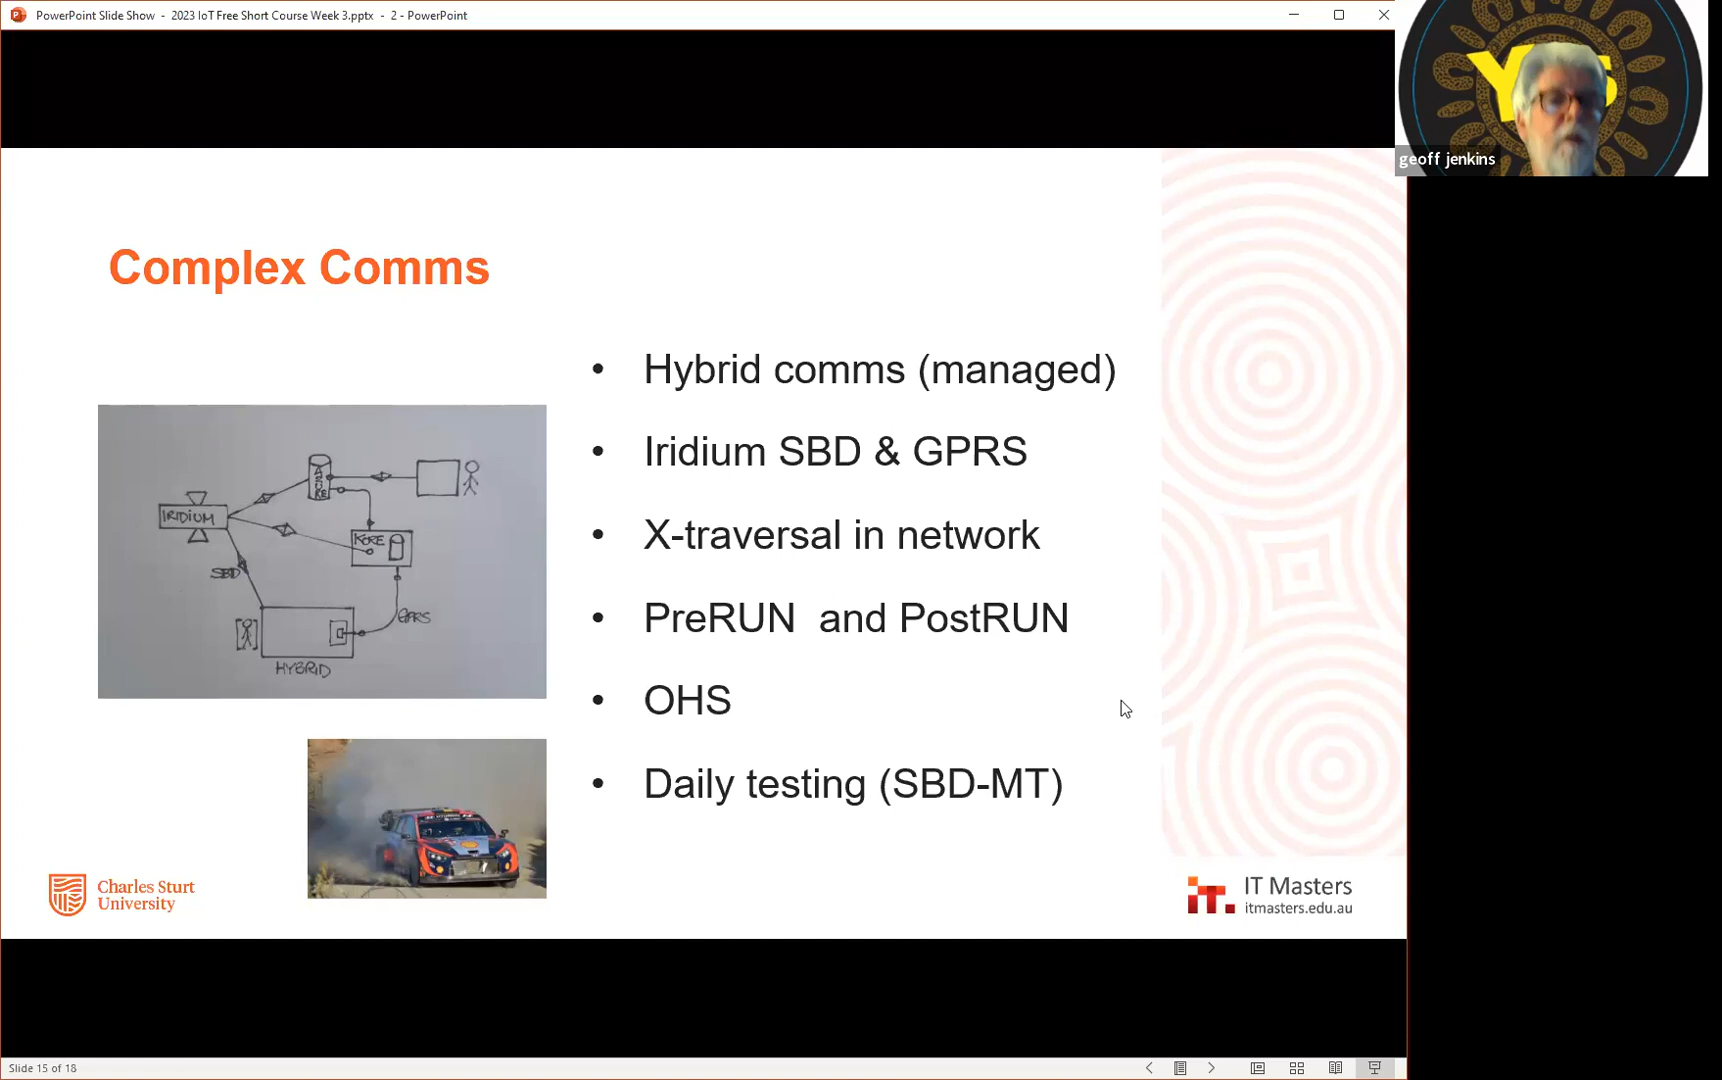 PowerPoint Slide Show - 2023 IoT Free Short Course Week 3.pptx - 2 - PowerPoint
YES
geoff jenkins
Complex Comms
• Hybrid comms (managed)
• Iridium SBD & GPRS
• X-traversal in network
• PreRUN and PostRUN
• OHS
• Daily testing (SBD-MT)
AZURE
IRIDIUM
KORE
SBD
GPRS
HYBRID
Charles Sturt
University
IT Masters
itmasters.edu.au
Slide 15 of 18